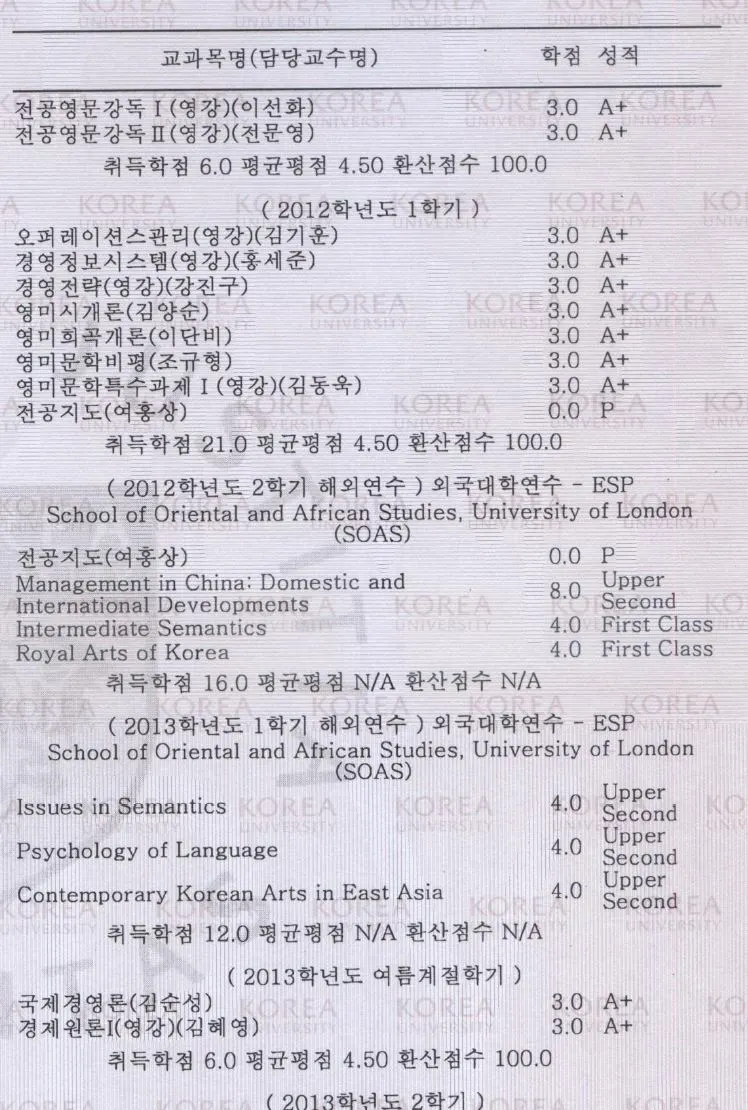 교과목명(담당교수명) 학점 성적
전공영문강독Ⅰ(영강)(이선화) 3.0 A+
전공영문강독Ⅱ(영강)(전문영) 3.0 A+
취득학점 6.0 평균평점 4.50 환산점수 100.0
( 2012학년도 1학기 )
오퍼레이션스관리(영강)(김기훈) 3.0 A+
경영정보시스템(영강)(홍세준) 3.0 A+
경영전략(영강)(강진구) 3.0 A+
영미시개론(김양순) 3.0 A+
영미희곡개론(이단비) 3.0 A+
영미문학비평(조규형) 3.0 A+
영미문학특수과제Ⅰ(영강)(김동욱) 3.0 A+
전공지도(여홍상) 0.0 P
취득학점 21.0 평균평점 4.50 환산점수 100.0
( 2012학년도 2학기 해외연수 ) 외국대학연수 - ESP
School of Oriental and African Studies, University of London
(SOAS)
전공지도(여홍상) 0.0 P
Management in China: Domestic and
International Developments 8.0 Upper Second
Intermediate Semantics 4.0 First Class
Royal Arts of Korea 4.0 First Class
취득학점 16.0 평균평점 N/A 환산점수 N/A
( 2013학년도 1학기 해외연수 ) 외국대학연수 - ESP
School of Oriental and African Studies, University of London
(SOAS)
Issues in Semantics 4.0 Upper Second
Psychology of Language 4.0 Upper Second
Contemporary Korean Arts in East Asia 4.0 Upper Second
취득학점 12.0 평균평점 N/A 환산점수 N/A
( 2013학년도 여름계절학기 )
국제경영론(김순성) 3.0 A+
경제원론I(영강)(김혜영) 3.0 A+
취득학점 6.0 평균평점 4.50 환산점수 100.0
( 2013학년도 2학기 )